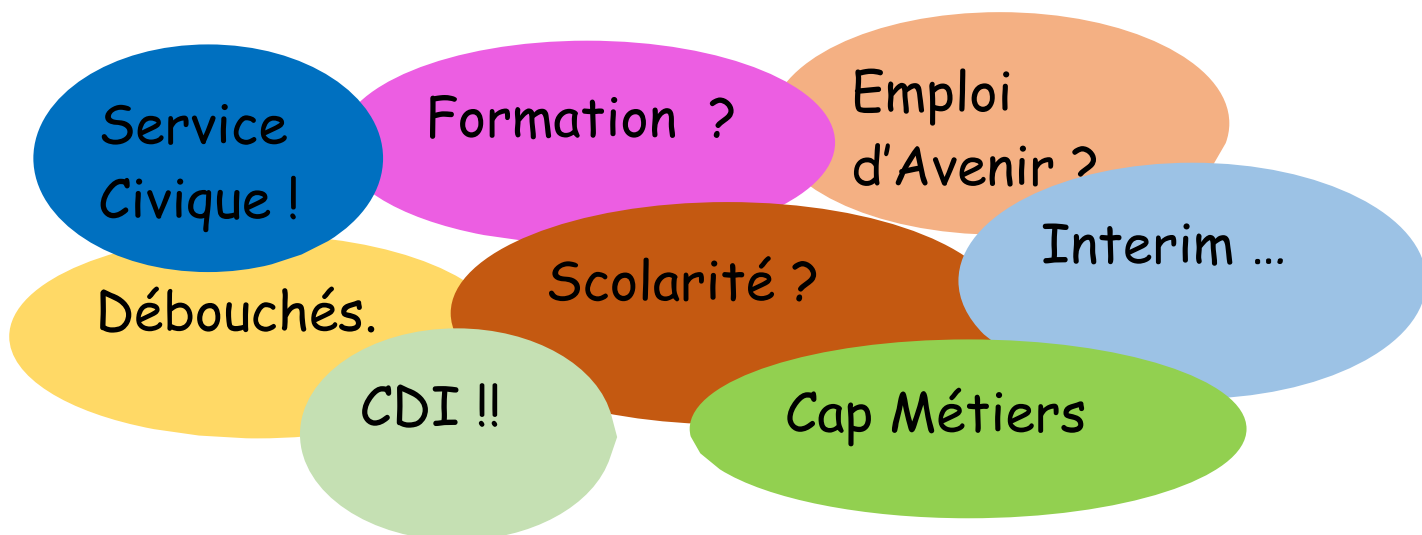 Service
Civique !
Formation ?
Emploi
d’Avenir ?
Débouchés.
Scolarité ?
Interim ...
CDI !!
Cap Métiers